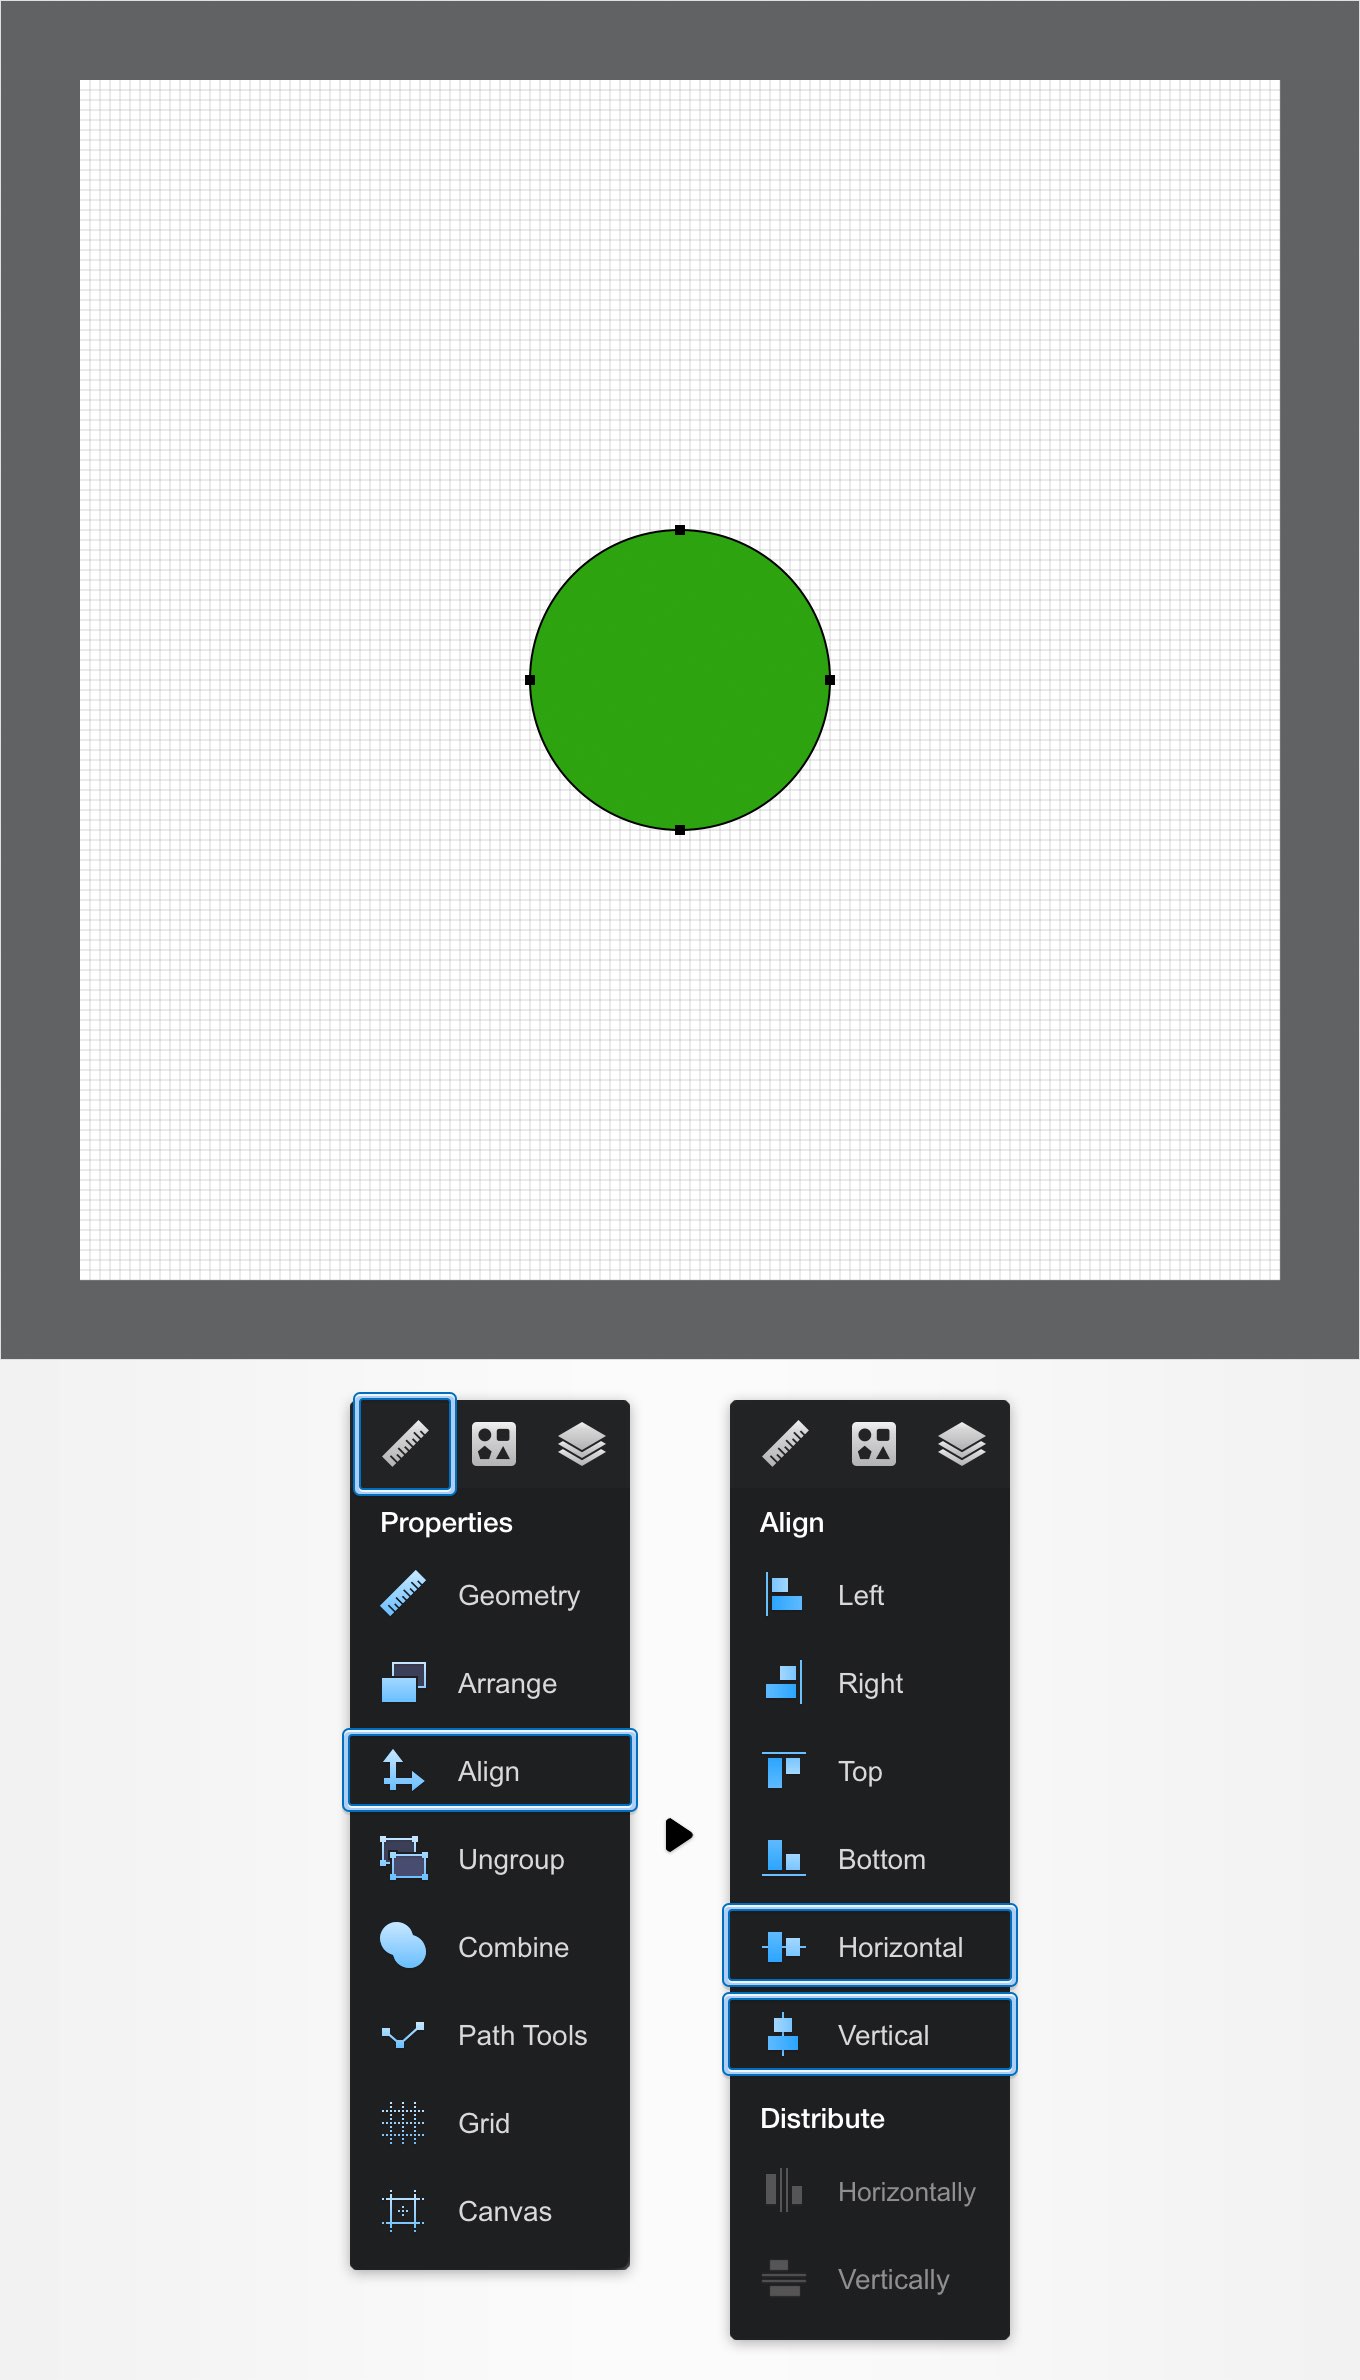 Properties
Geometry
Arrange
Align
Ungroup
Combine
Path Tools
Grid
Canvas
Align
Left
Right
Top
Bottom
Horizontal
Vertical
Distribute
Horizontally
Vertically